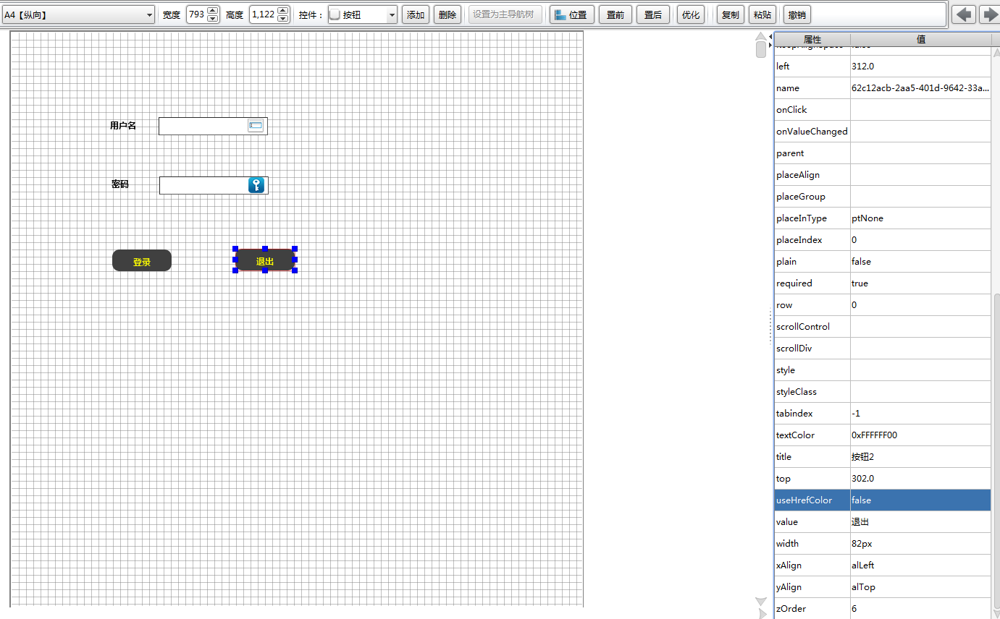 A4【纵向】 宽度 793 高度 1,122 控件： 按钮 添加 删除 设置为主导航树 位置 置前 置后 优化 复制 粘贴 撤销
属性 值
left 312.0
name 62c12acb-2aa5-401d-9642-33a...
onClick
onValueChanged
parent
placeAlign
placeGroup
placeInType ptNone
placeIndex 0
plain false
required true
row 0
scrollControl
scrollDiv
style
styleClass
tabindex -1
textColor 0xFFFFFF00
title 按钮2
top 302.0
useHrefColor false
value 退出
width 82px
xAlign alLeft
yAlign alTop
zOrder 6
用户名
密码
登录 退出